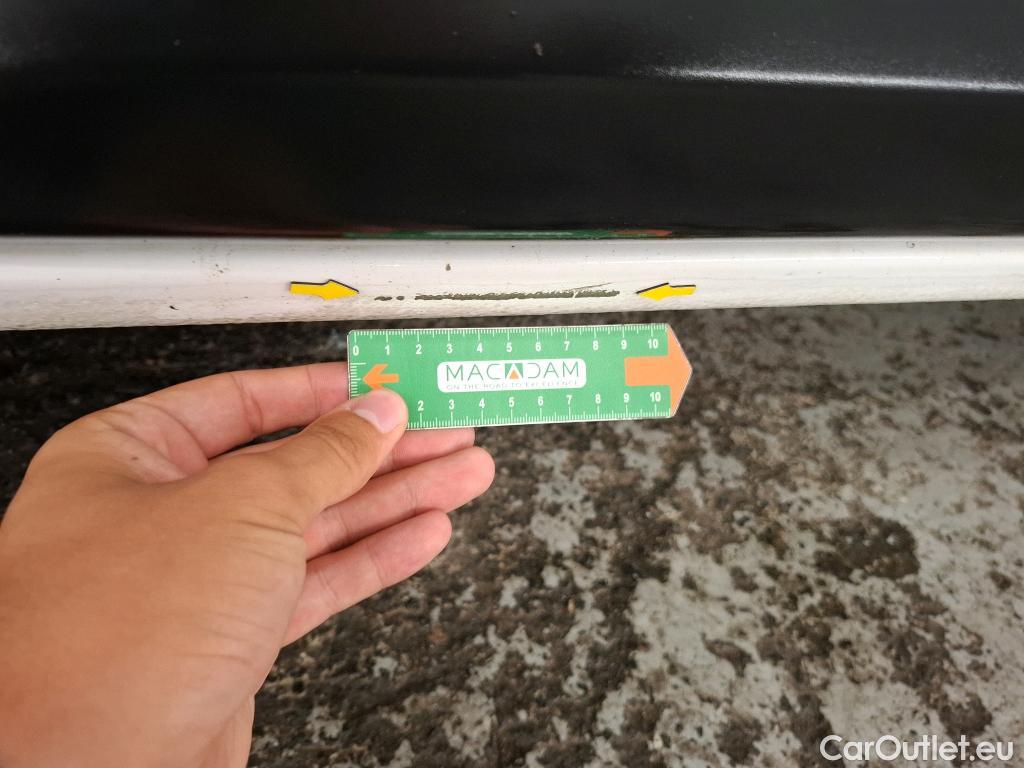 0 1 2 3 4 5 6 7 8 9 10
MACADAM
ON THE ROAD TO EXCELLENCE
2 3 4 5 6 7 8 9 10
CarOutlet.eu